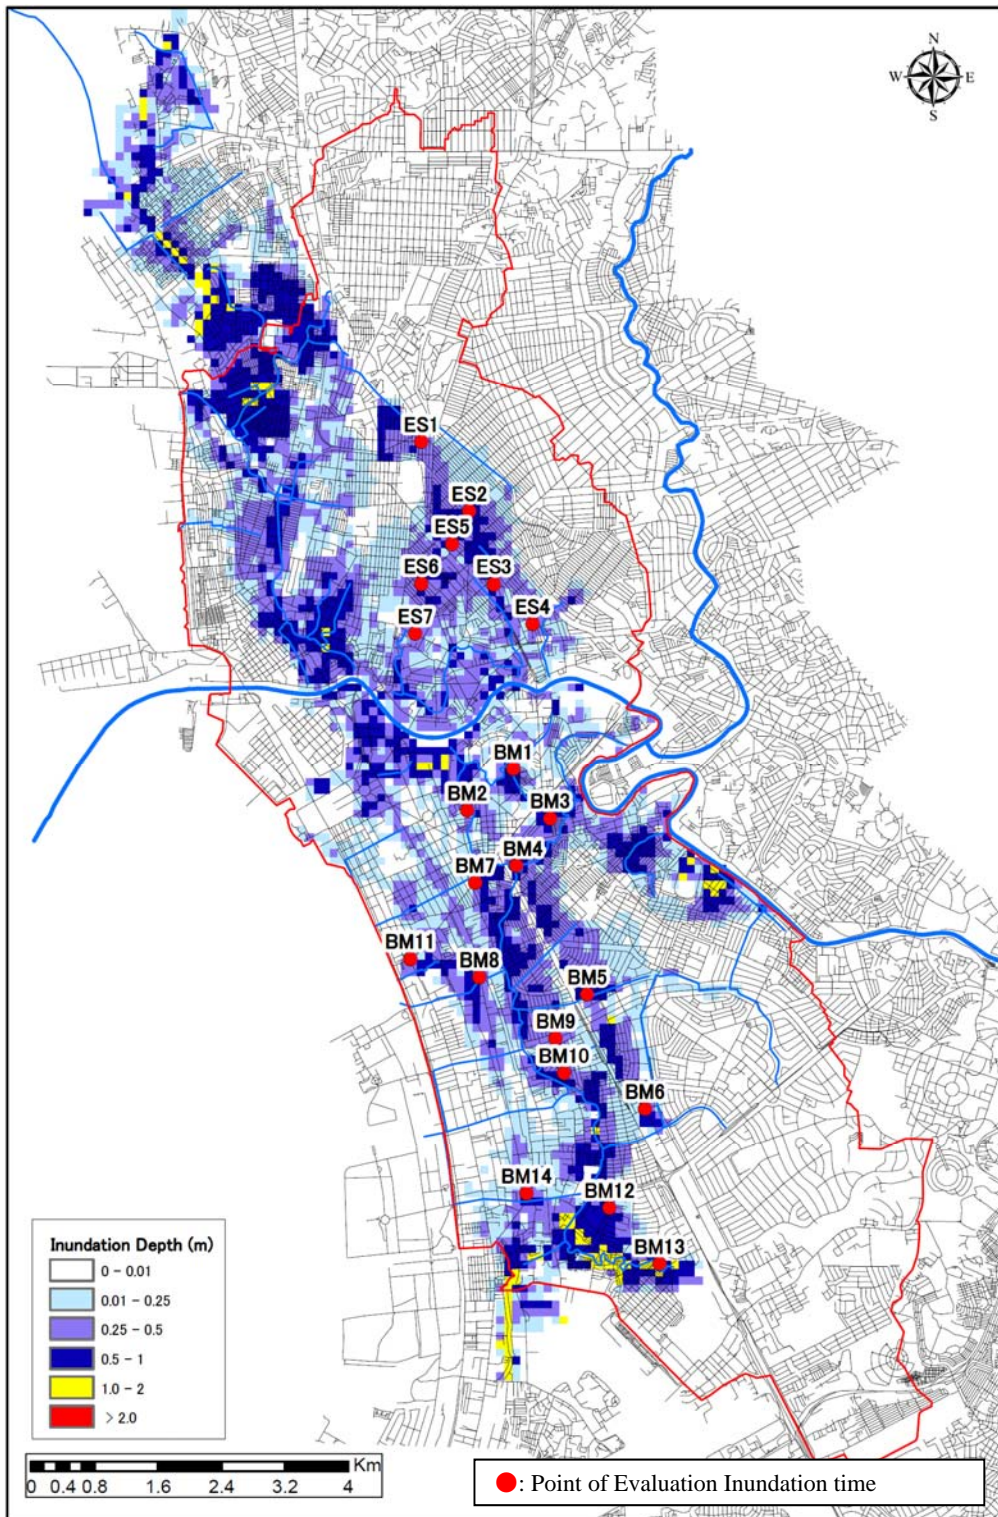 N
W E
S
ES1
ES2
ES5
ES6
ES3
ES7
ES4
BM1
BM2
BM3
BM4
BM7
BM11
BM8
BM5
BM9
BM10
BM6
BM14
BM12
BM13
Inundation Depth (m)
0 - 0.01
0.01 - 0.25
0.25 - 0.5
0.5 - 1
1.0 - 2
> 2.0
Km
0 0.4 0.8 1.6 2.4 3.2 4
: Point of Evaluation Inundation time